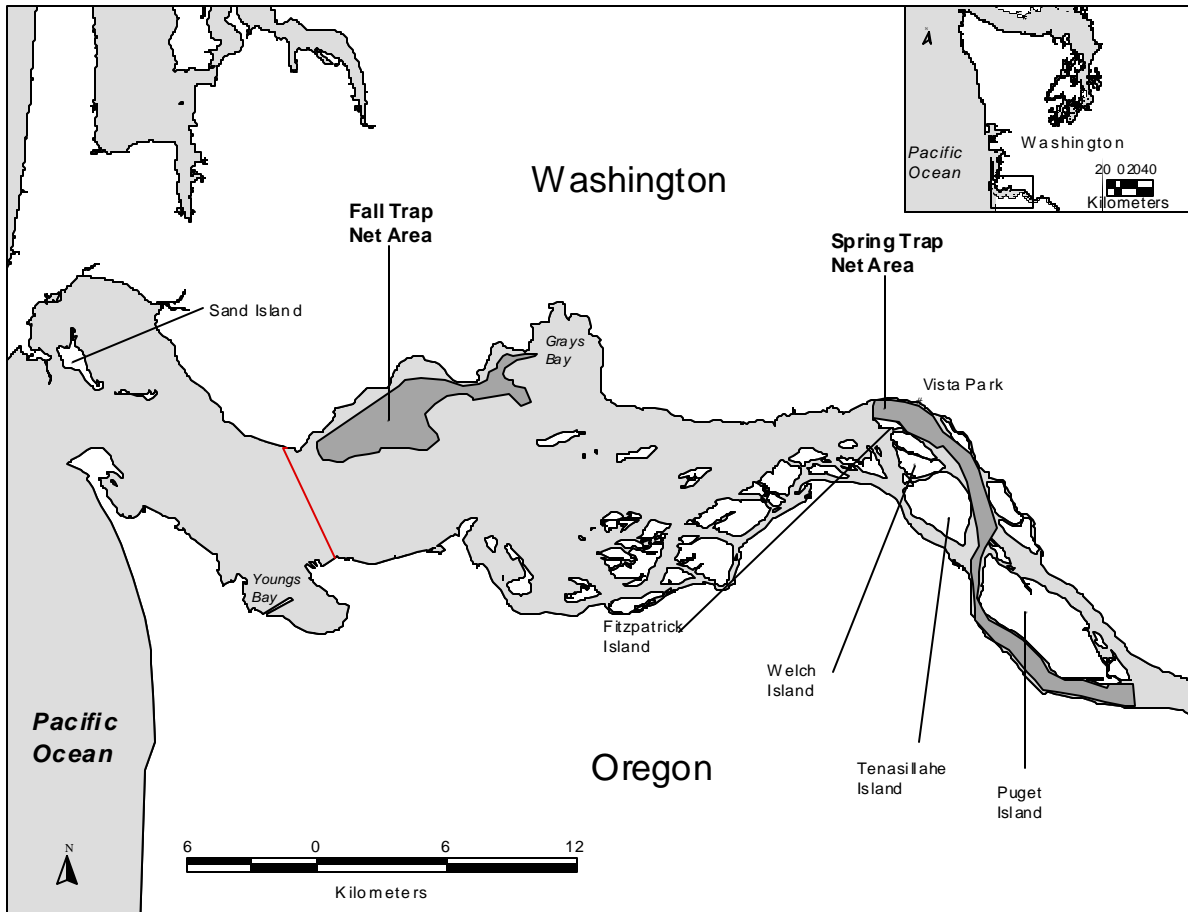 N
Washington
20 0 20 40
Kilometers
Pacific
Ocean
Washington
Fall Trap
Net Area
Spring Trap
Net Area
Sand Island
Grays
Bay
Vista Park
Youngs
Bay
Fitzpatrick
Island
Welch
Island
Tenasillahe
Island
Puget
Island
Pacific
Ocean
Oregon
N
6 0 6 12
Kilometers